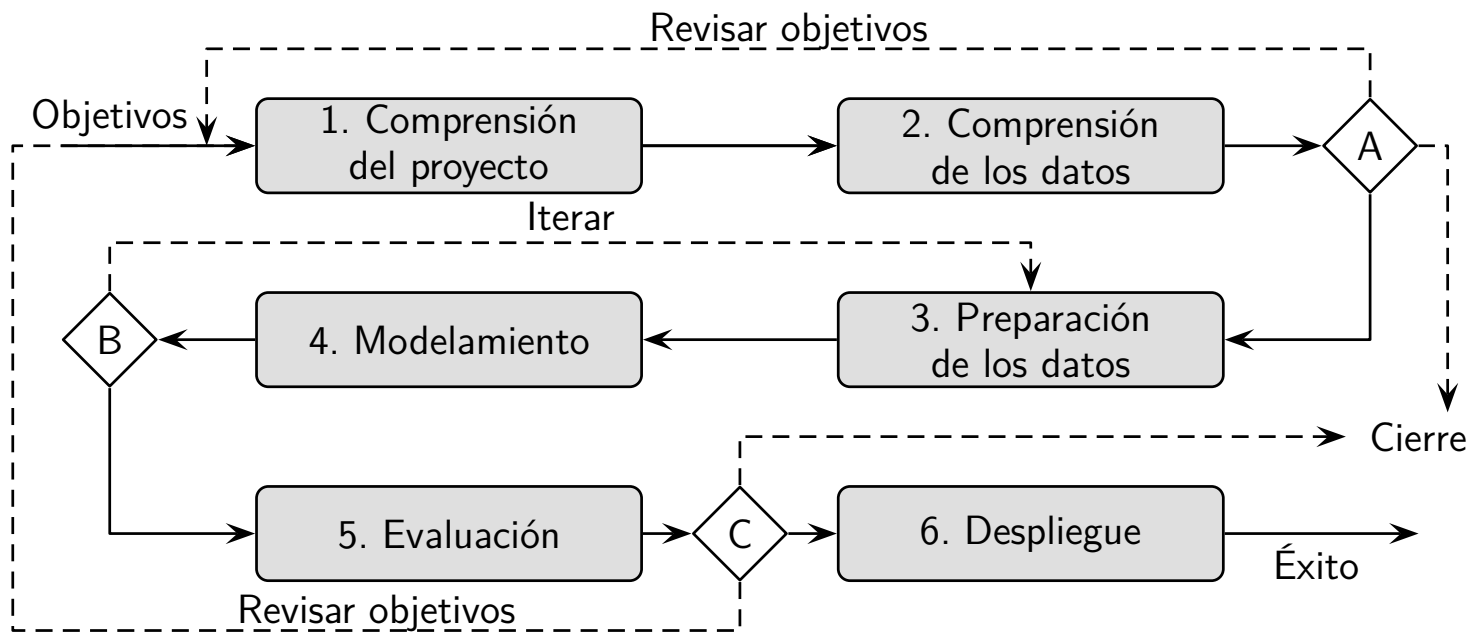 Revisar objetivos
Objetivos
1. Comprensión
del proyecto
2. Comprensión
de los datos
A
Iterar
B
4. Modelamiento
3. Preparación
de los datos
Cierre
5. Evaluación
C
6. Despliegue
Éxito
Revisar objetivos